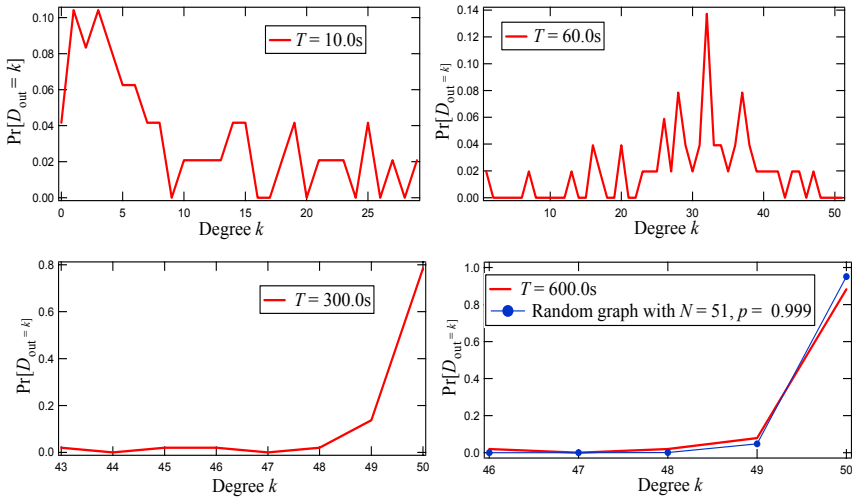 0.10
0.08
0.06
0.04
0.02
0.00
Pr[D_out = k]
T = 10.0s
0 5 10 15 20 25
Degree k
0.14
0.12
0.10
0.08
0.06
0.04
0.02
0.00
Pr[D_out = k]
T = 60.0s
10 20 30 40 50
Degree k
0.8
0.6
0.4
0.2
0.0
Pr[D_out = k]
T = 300.0s
43 44 45 46 47 48 49 50
Degree k
1.0
0.8
0.6
0.4
0.2
0.0
Pr[D_out = k]
T = 600.0s
Random graph with N = 51, p = 0.999
46 47 48 49 50
Degree k